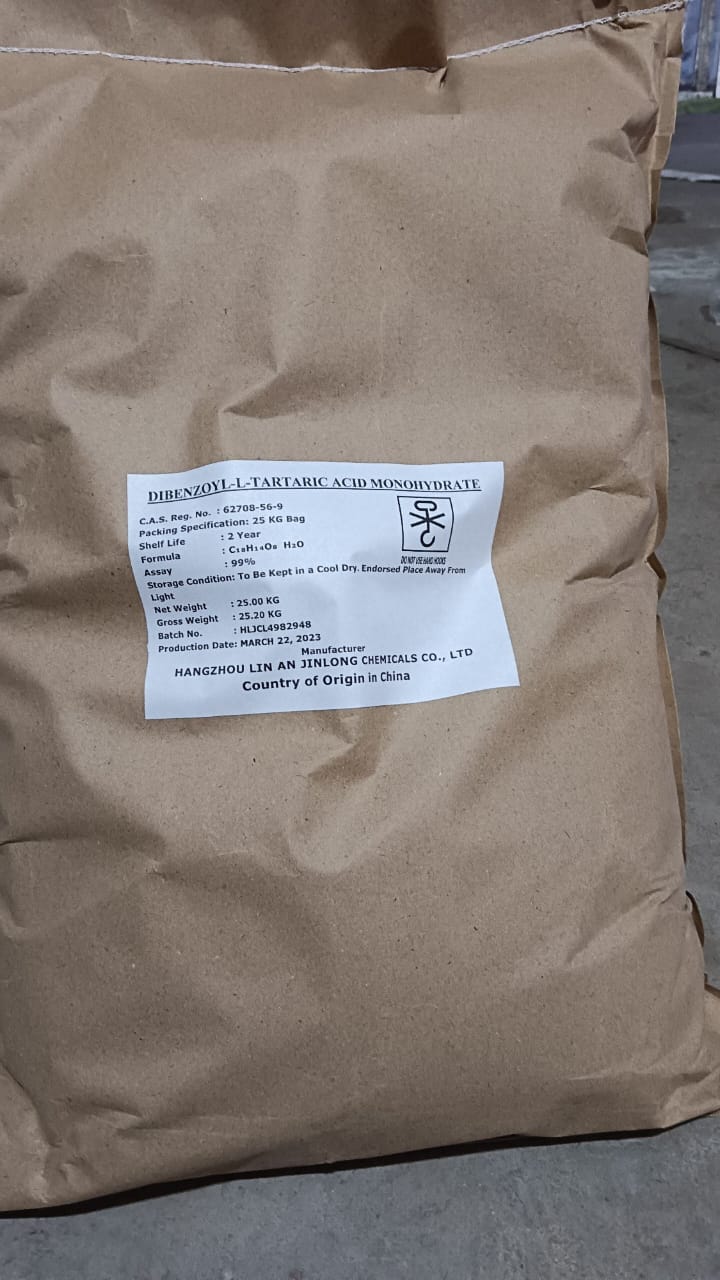 DIBENZOYL-L-TARTARIC ACID MONOHYDRATE
C.A.S. Reg. No. : 62708-56-9
Packing Specification: 25 KG Bag
Shelf Life : 2 Year
Formula : C₁₈H₁₄O₈ H₂O
Assay : 99%
Storage Condition: To Be Kept in a Cool Dry. Endorsed Place Away From
Light
Net Weight : 25.00 KG
Gross Weight : 25.20 KG
Batch No. : HLJCL4982948
Production Date: MARCH 22, 2023
Manufacturer
HANGZHOU LIN AN JINLONG CHEMICALS CO., LTD
Country of Origin in China
DO NOT USE HAND HOOKS